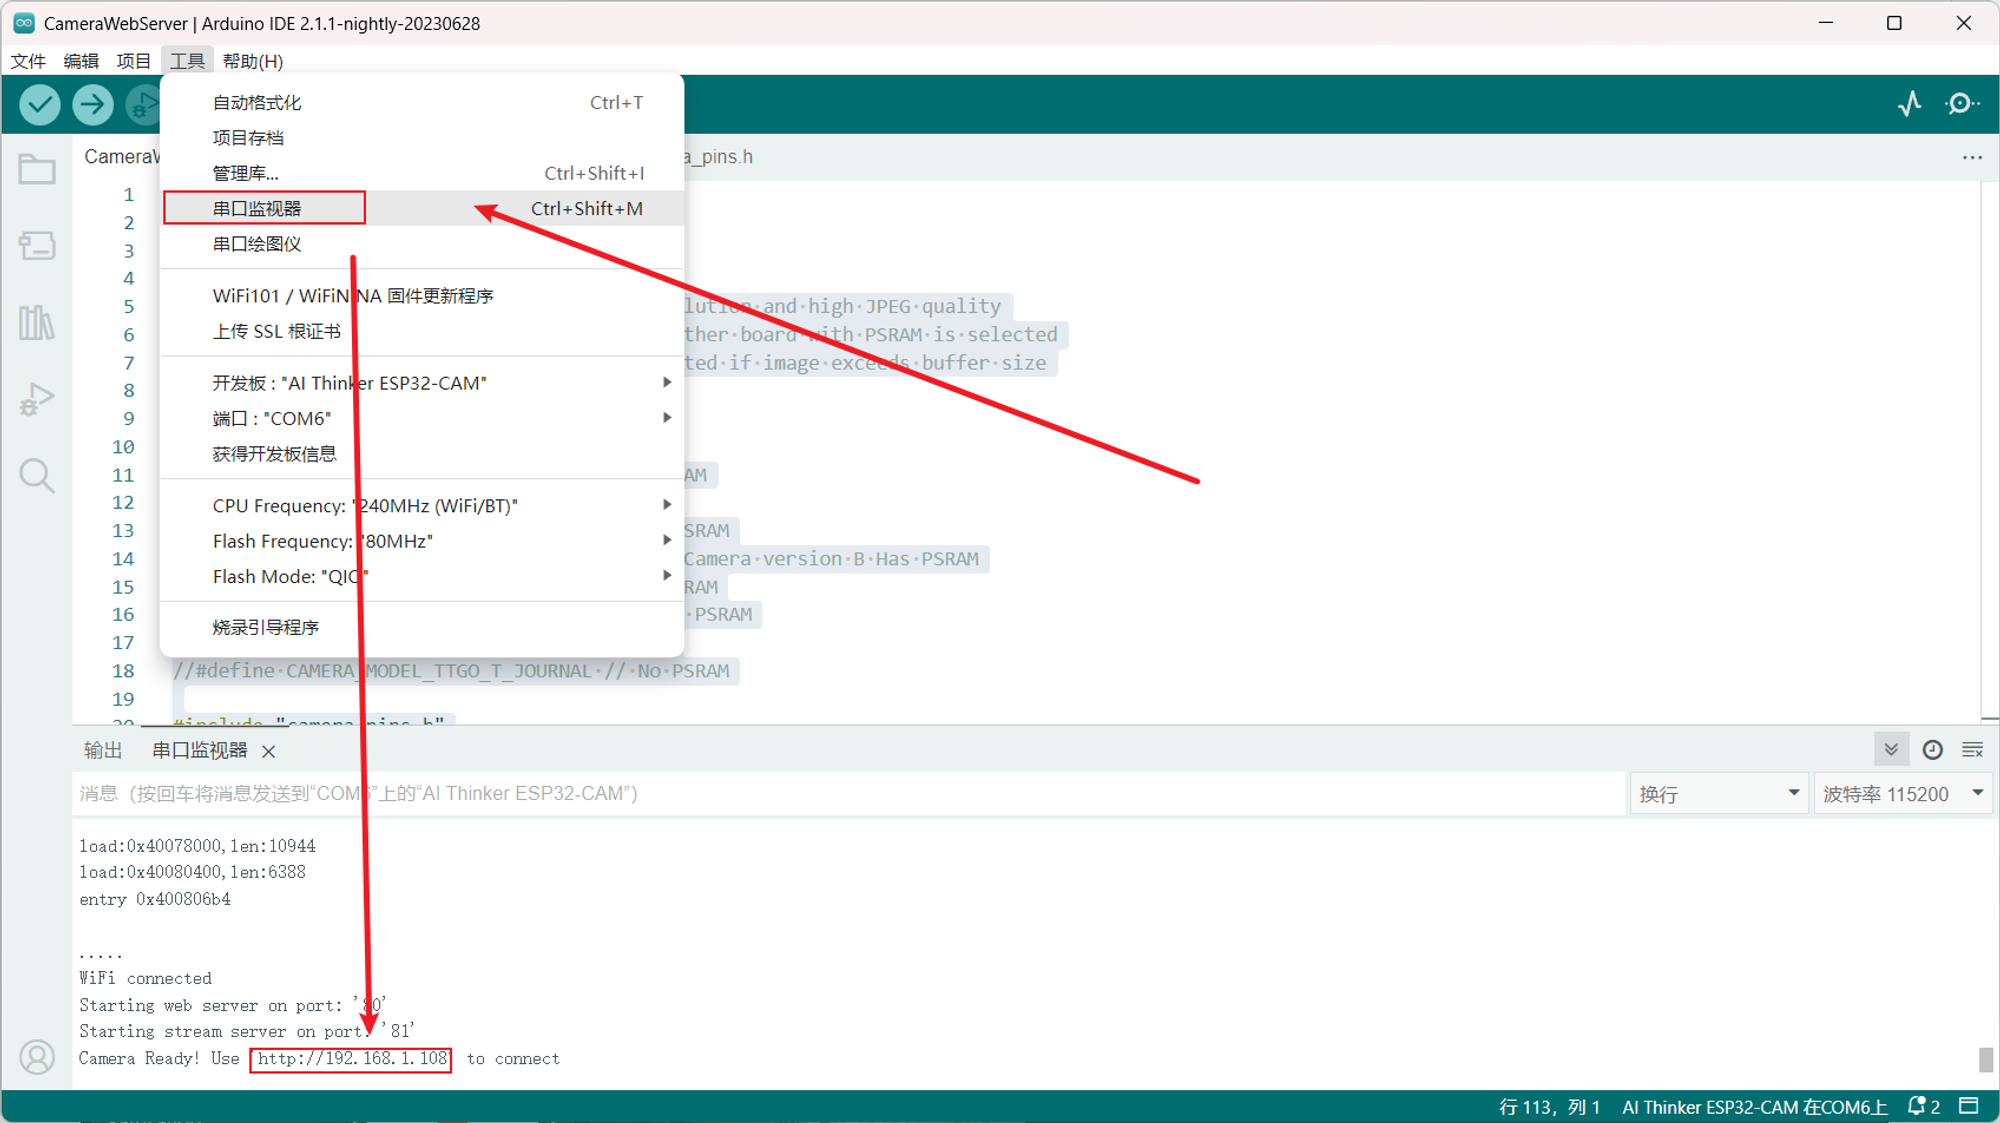 CameraWebServer | Arduino IDE 2.1.1-nightly-20230628
文件 编辑 项目 工具 帮助(H)
自动格式化 Ctrl+T
项目存档
管理库... Ctrl+Shift+I
串口监视器 Ctrl+Shift+M
串口绘图仪
WiFi101 / WiFiNINA 固件更新程序
上传 SSL 根证书
开发板 : "AI Thinker ESP32-CAM"
端口 : "COM6"
获得开发板信息
CPU Frequency: "240MHz (WiFi/BT)"
Flash Frequency: "80MHz"
Flash Mode: "QIO"
烧录引导程序
CameraW a_pins.h
1
2
3
4
5 lution and high JPEG quality
6 ther board with PSRAM is selected
7 ted if image exceeds buffer size
8
9
10
11 AM
12
13 SRAM
14 Camera version B Has PSRAM
15 RAM
16 PSRAM
17
18 //#define CAMERA_MODEL_TTGO_T_JOURNAL // No PSRAM
19
20 #include "camera_pins.h"
输出 串口监视器
消息（按回车将消息发送到“COM6”上的“AI Thinker ESP32-CAM”）
换行 波特率 115200
load:0x40078000,len:10944
load:0x40080400,len:6388
entry 0x400806b4
.....
WiFi connected
Starting web server on port: '80'
Starting stream server on port: '81'
Camera Ready! Use 'http://192.168.1.108' to connect
行 113，列 1 AI Thinker ESP32-CAM 在COM6上 2